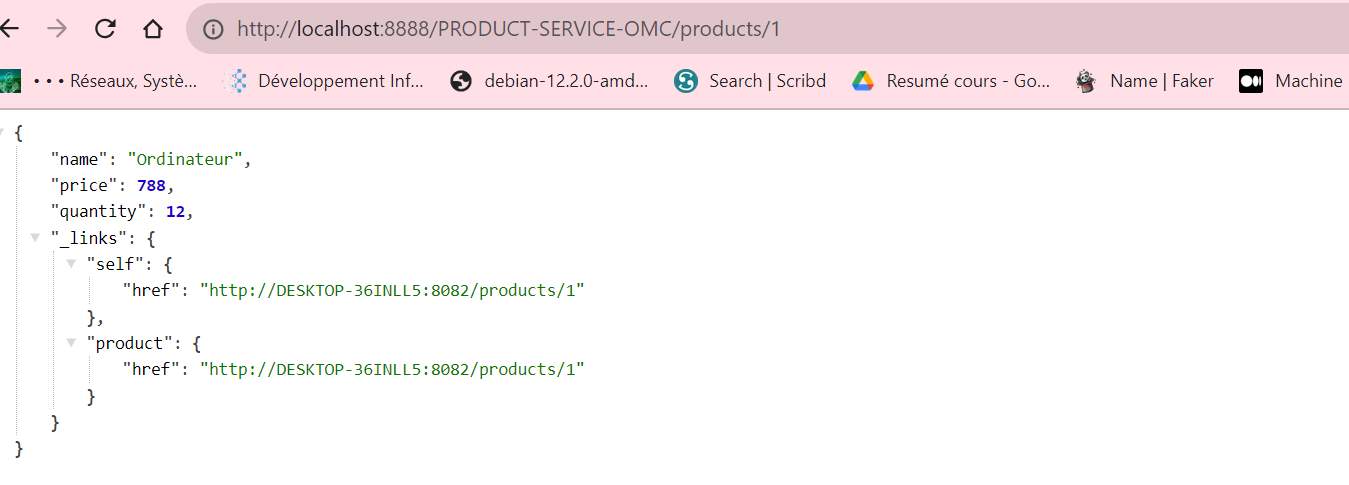 http://localhost:8888/PRODUCT-SERVICE-OMC/products/1
• • • Réseaux, Systè... Développement Inf... debian-12.2.0-amd... Search | Scribd Resumé cours - Go... Name | Faker Machine
{
"name": "Ordinateur",
"price": 788,
"quantity": 12,
"_links": {
"self": {
"href": "http://DESKTOP-36INLL5:8082/products/1"
},
"product": {
"href": "http://DESKTOP-36INLL5:8082/products/1"
}
}
}